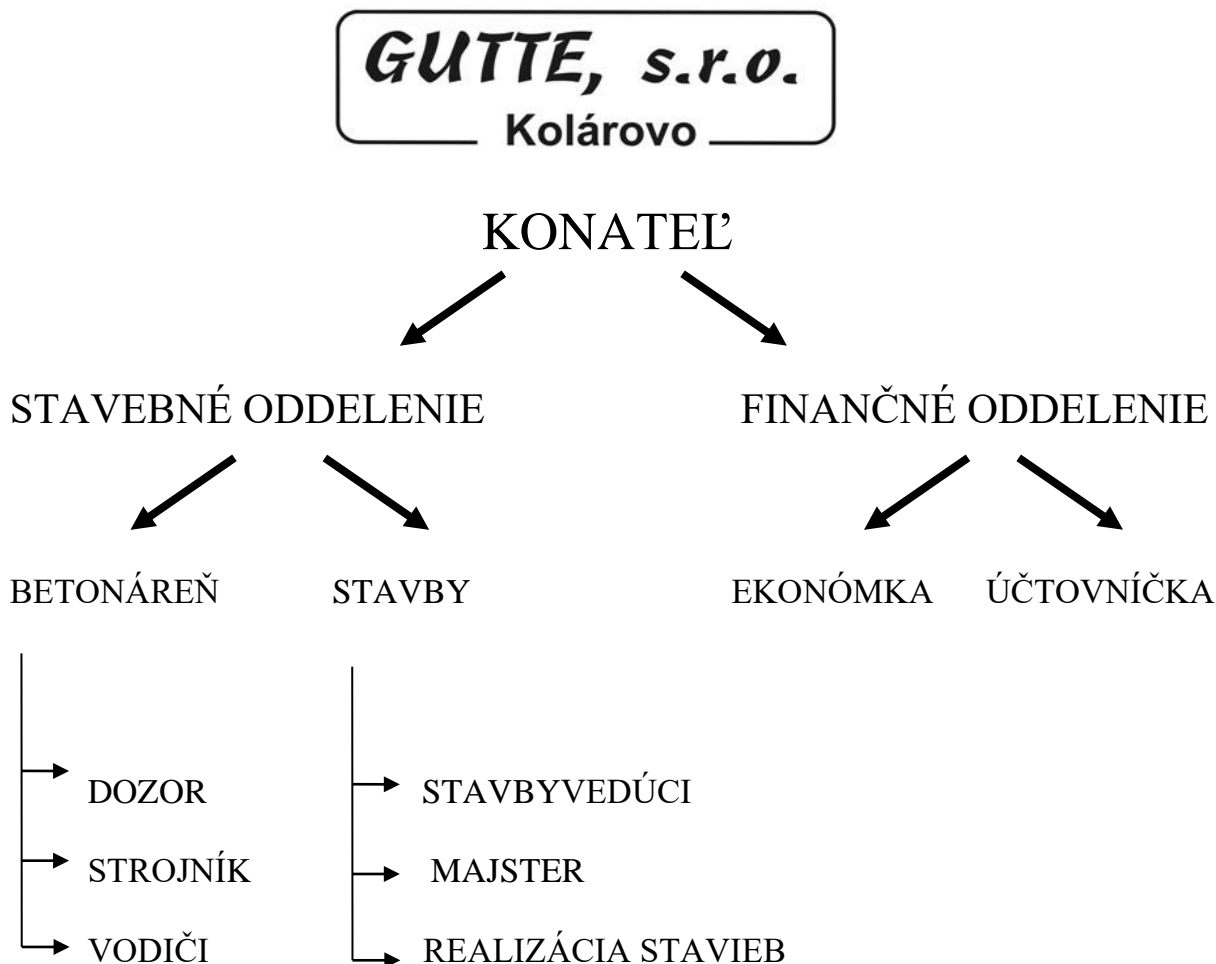 GUTTE, s.r.o.
Kolárovo
KONATEĽ
STAVEBNÉ ODDELENIE
FINANČNÉ ODDELENIE
BETONÁREŇ
STAVBY
EKONÓMKA
ÚČTOVNÍČKA
DOZOR
STAVBYVEDÚCI
STROJNÍK
MAJSTER
VODIČI
REALIZÁCIA STAVIEB